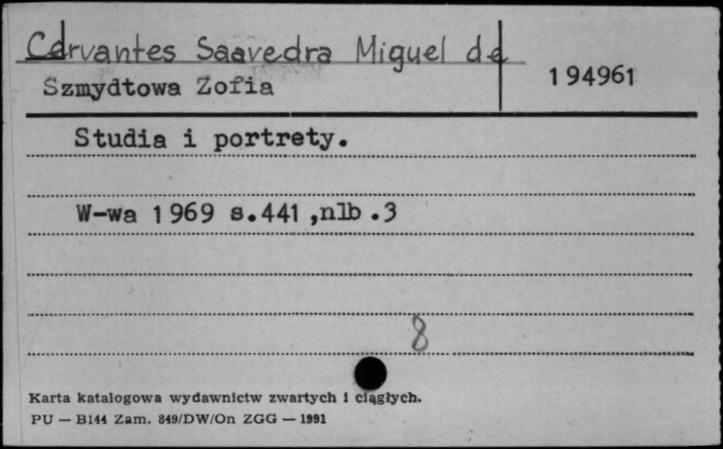 Cervantes Saavedra Miguel de
Szmydtowa Zofia
194961
Studia i portrety.
W-wa 1969 s.441 ,nlb .3
8
Karta katalogowa wydawnictw zwartych i ciągłych.
PU — B144 Zam. 849/DW/On ZGG — 1991